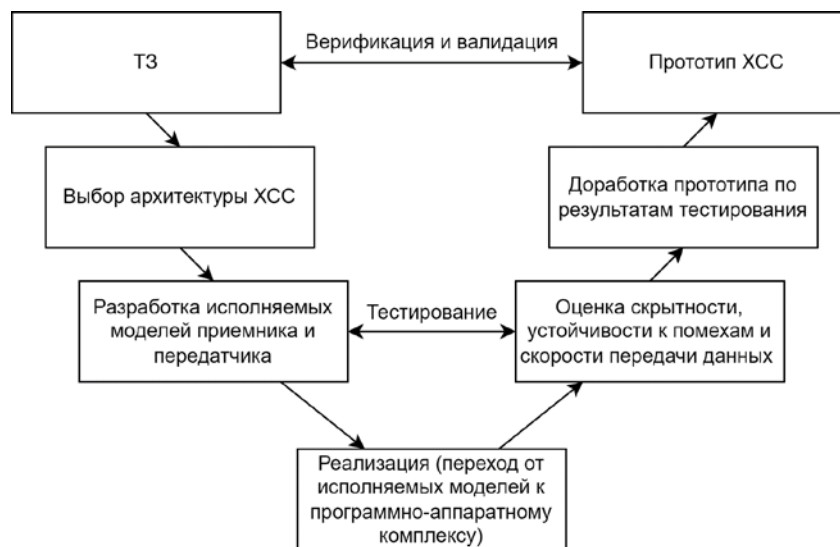 ТЗ
Верификация и валидация
Прототип ХСС
Выбор архитектуры ХСС
Доработка прототипа по
результатам тестирования
Разработка исполняемых
моделей приемника и
передатчика
Тестирование
Оценка скрытности,
устойчивости к помехам и
скорости передачи данных
Реализация (переход от
исполняемых моделей к
программно-аппаратному
комплексу)